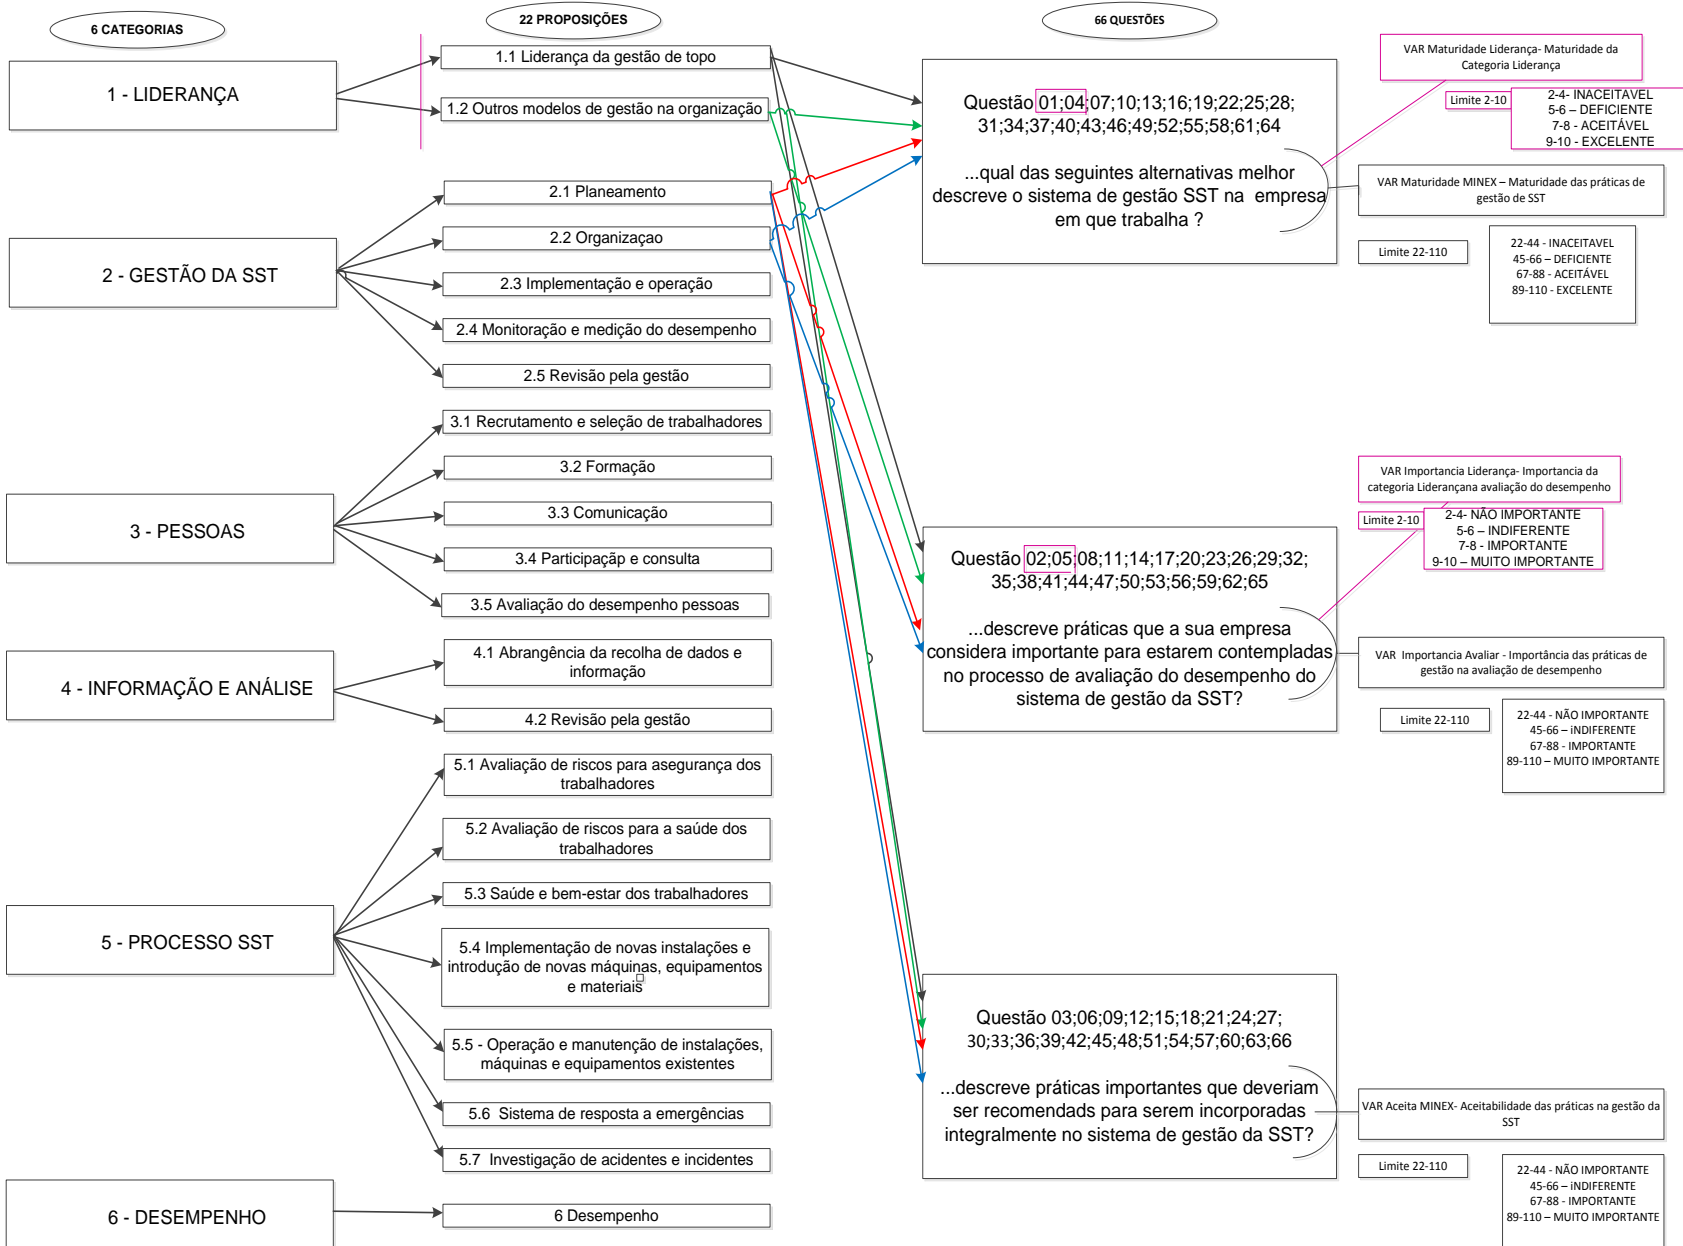 6 CATEGORIAS
22 PROPOSIÇÕES
66 QUESTÕES
1 - LIDERANÇA
2 - GESTÃO DA SST
3 - PESSOAS
4 - INFORMAÇÃO E ANÁLISE
5 - PROCESSO SST
6 - DESEMPENHO
1.1 Liderança da gestão de topo
1.2 Outros modelos de gestão na organização
2.1 Planeamento
2.2 Organizaçao
2.3 Implementação e operação
2.4 Monitoração e medição do desempenho
2.5 Revisão pela gestão
3.1 Recrutamento e seleção de trabalhadores
3.2 Formação
3.3 Comunicação
3.4 Participaçãp e consulta
3.5 Avaliação do desempenho pessoas
4.1 Abrangência da recolha de dados e
informação
4.2 Revisão pela gestão
5.1 Avaliação de riscos para asegurança dos
trabalhadores
5.2 Avaliação de riscos para a saúde dos
trabalhadores
5.3 Saúde e bem-estar dos trabalhadores
5.4 Implementação de novas instalações e
introdução de novas máquinas, equipamentos
e materiais
5.5 - Operação e manutenção de instalações,
máquinas e equipamentos existentes
5.6 Sistema de resposta a emergências
5.7 Investigação de acidentes e incidentes
6 Desempenho
Questão 01;04;07;10;13;16;19;22;25;28;
31;34;37;40;43;46;49;52;55;58;61;64
...qual das seguintes alternativas melhor
descreve o sistema de gestão SST na empresa
em que trabalha ?
Questão 02;05;08;11;14;17;20;23;26;29;32;
35;38;41;44;47;50;53;56;59;62;65
...descreve práticas que a sua empresa
considera importante para estarem contempladas
no processo de avaliação do desempenho do
sistema de gestão da SST?
Questão 03;06;09;12;15;18;21;24;27;
30;33;36;39;42;45;48;51;54;57;60;63;66
...descreve práticas importantes que deveriam
ser recomendads para serem incorporadas
integralmente no sistema de gestão da SST?
VAR Maturidade Liderança- Maturidade da
Categoria Liderança
Limite 2-10
2-4- INACEITAVEL
5-6 – DEFICIENTE
7-8 - ACEITÁVEL
9-10 - EXCELENTE
VAR Maturidade MINEX – Maturidade das práticas de
gestão de SST
Limite 22-110
22-44 - INACEITAVEL
45-66 – DEFICIENTE
67-88 - ACEITÁVEL
89-110 - EXCELENTE
VAR Importancia Liderança- Importancia da
categoria Liderançana avaliação do desempenho
Limite 2-10
2-4- NÃO IMPORTANTE
5-6 – INDIFERENTE
7-8 - IMPORTANTE
9-10 – MUITO IMPORTANTE
VAR Importancia Avaliar - Importância das práticas de
gestão na avaliação de desempenho
Limite 22-110
22-44 - NÃO IMPORTANTE
45-66 – iNDIFERENTE
67-88 - IMPORTANTE
89-110 – MUITO IMPORTANTE
VAR Aceita MINEX- Aceitabilidade das práticas na gestão da
SST
Limite 22-110
22-44 - NÃO IMPORTANTE
45-66 – iNDIFERENTE
67-88 - IMPORTANTE
89-110 – MUITO IMPORTANTE